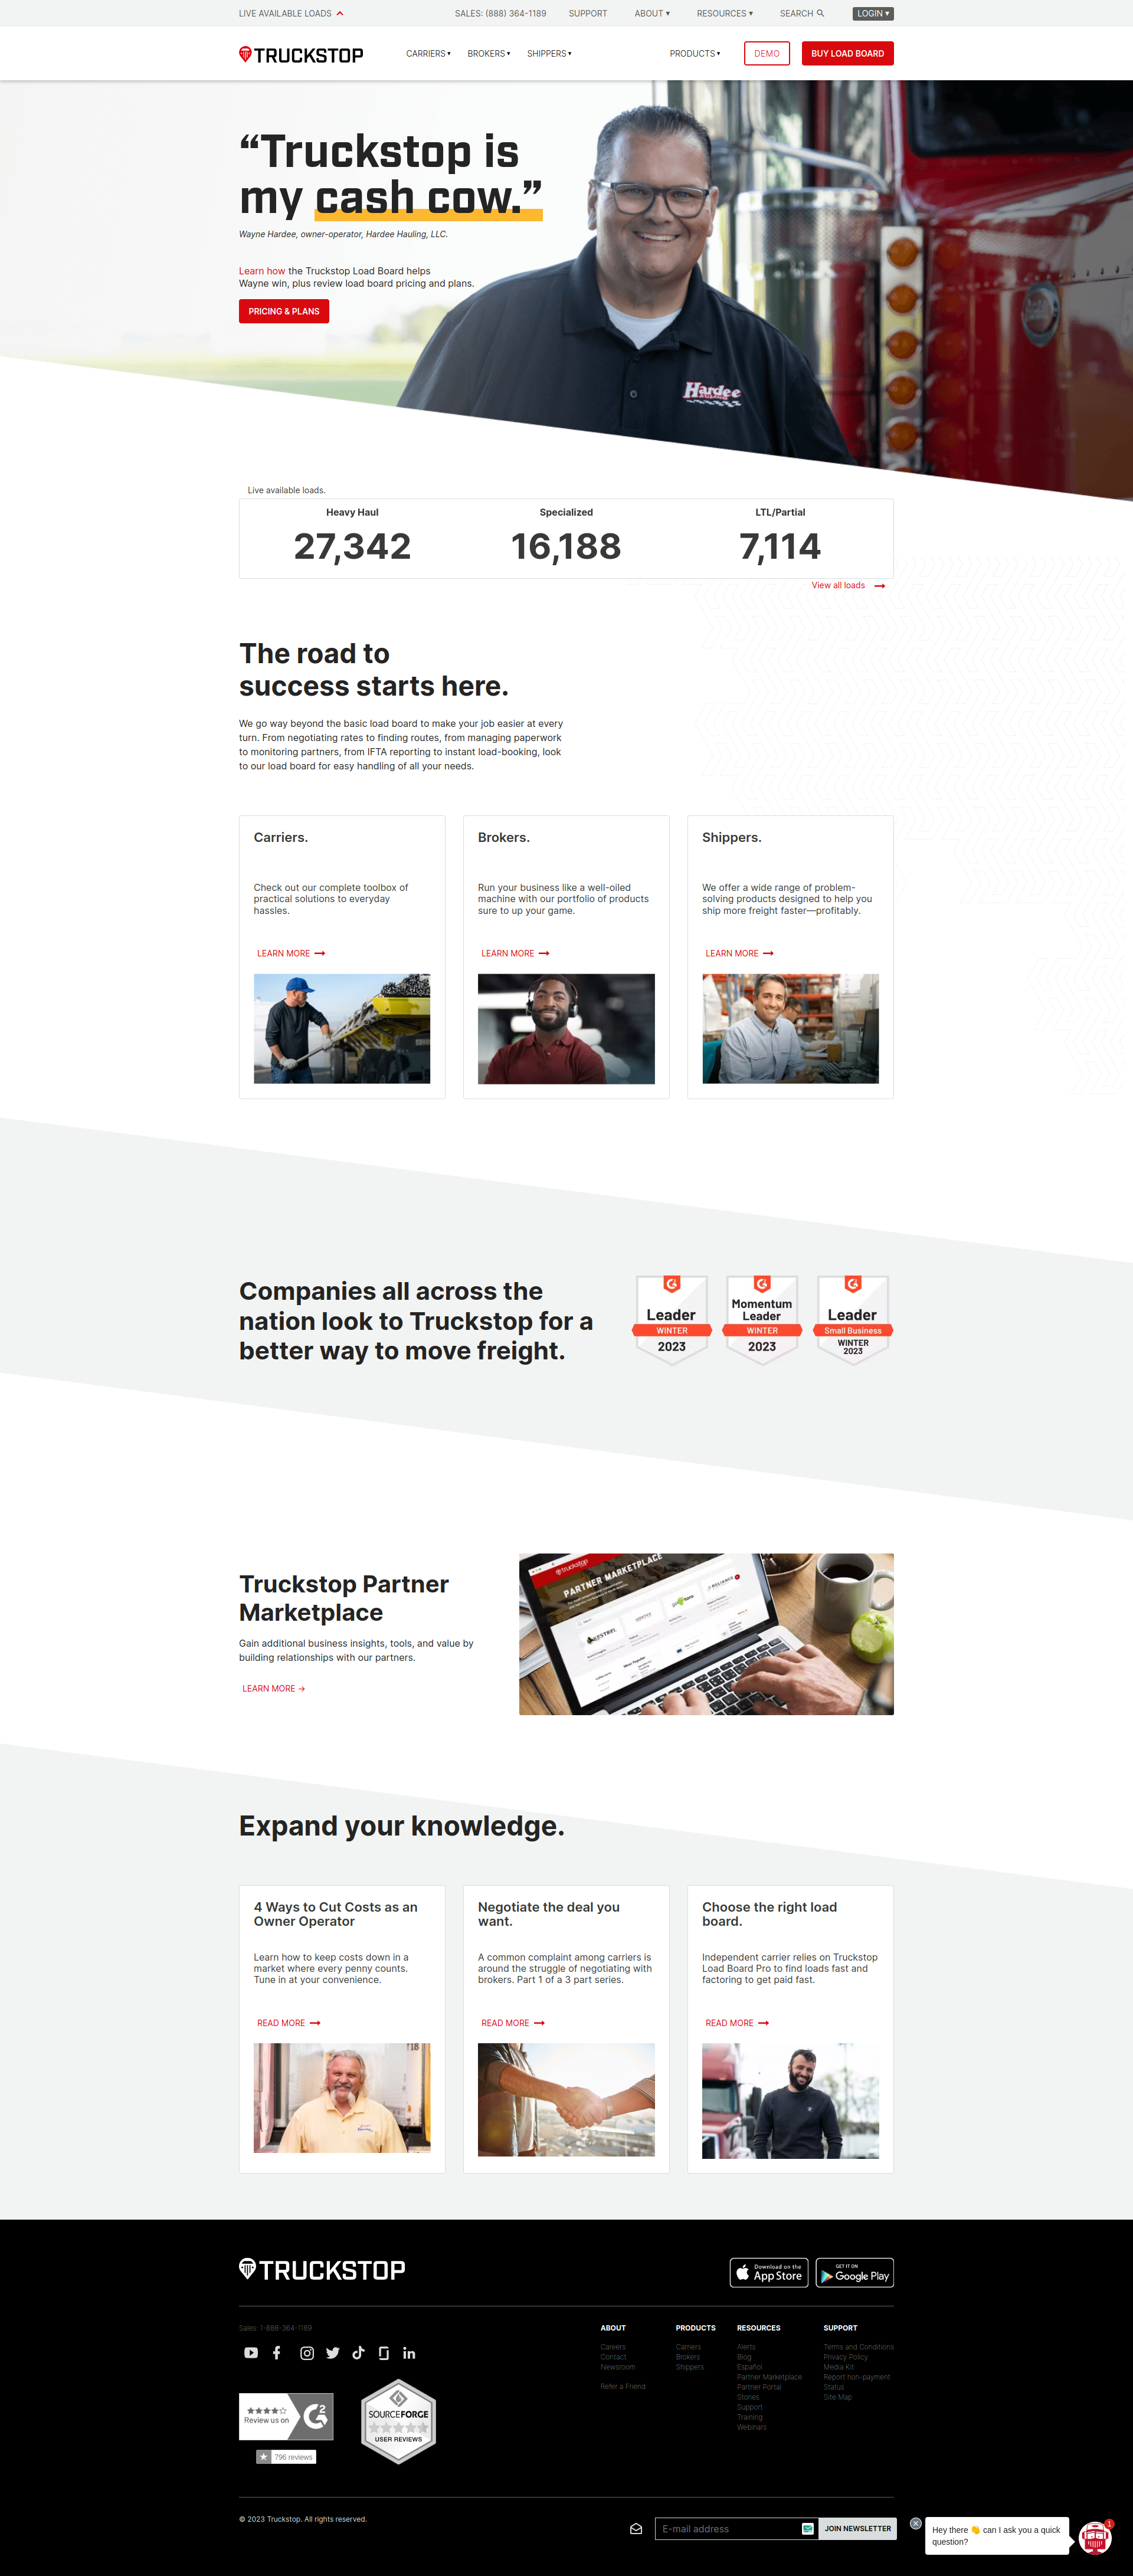 LIVE AVAILABLE LOADS
SALES: (888) 364-1189
SUPPORT
ABOUT ▾
RESOURCES ▾
SEARCH
LOGIN ▾
TRUCKSTOP
CARRIERS ▾
BROKERS ▾
SHIPPERS ▾
PRODUCTS ▾
DEMO
BUY LOAD BOARD
“Truckstop is
my cash cow.”
Wayne Hardee, owner-operator, Hardee Hauling, LLC.
Learn how the Truckstop Load Board helps
Wayne win, plus review load board pricing and plans.
PRICING & PLANS
Hardee
Live available loads.
Heavy Haul
27,342
Specialized
16,188
LTL/Partial
7,114
View all loads
The road to
success starts here.
We go way beyond the basic load board to make your job easier at every
turn. From negotiating rates to finding routes, from managing paperwork
to monitoring partners, from IFTA reporting to instant load-booking, look
to our load board for easy handling of all your needs.
Carriers.
Check out our complete toolbox of
practical solutions to everyday
hassles.
LEARN MORE
Brokers.
Run your business like a well-oiled
machine with our portfolio of products
sure to up your game.
LEARN MORE
Shippers.
We offer a wide range of problem-
solving products designed to help you
ship more freight faster—profitably.
LEARN MORE
Companies all across the
nation look to Truckstop for a
better way to move freight.
Leader
WINTER
2023
Momentum
Leader
WINTER
2023
Leader
Small Business
WINTER
2023
Truckstop Partner
Marketplace
Gain additional business insights, tools, and value by
building relationships with our partners.
LEARN MORE →
truckstop
PARTNER MARKETPLACE
KESTREL
RELIANCE
Expand your knowledge.
4 Ways to Cut Costs as an
Owner Operator
Learn how to keep costs down in a
market where every penny counts.
Tune in at your convenience.
READ MORE
Negotiate the deal you
want.
A common complaint among carriers is
around the struggle of negotiating with
brokers. Part 1 of a 3 part series.
READ MORE
Choose the right load
board.
Independent carrier relies on Truckstop
Load Board Pro to find loads fast and
factoring to get paid fast.
READ MORE
TRUCKSTOP
Download on the
App Store
GET IT ON
Google Play
Sales: 1-888-364-1189
Review us on
796 reviews
SOURCEFORGE
USER REVIEWS
ABOUT
Careers
Contact
Newsroom
Refer a Friend
PRODUCTS
Carriers
Brokers
Shippers
RESOURCES
Alerts
Blog
Español
Partner Marketplace
Partner Portal
Stories
Support
Training
Webinars
SUPPORT
Terms and Conditions
Privacy Policy
Media Kit
Report non-payment
Status
Site Map
© 2023 Truckstop. All rights reserved.
E-mail address
JOIN NEWSLETTER
Hey there 👋 can I ask you a quick
question?
1